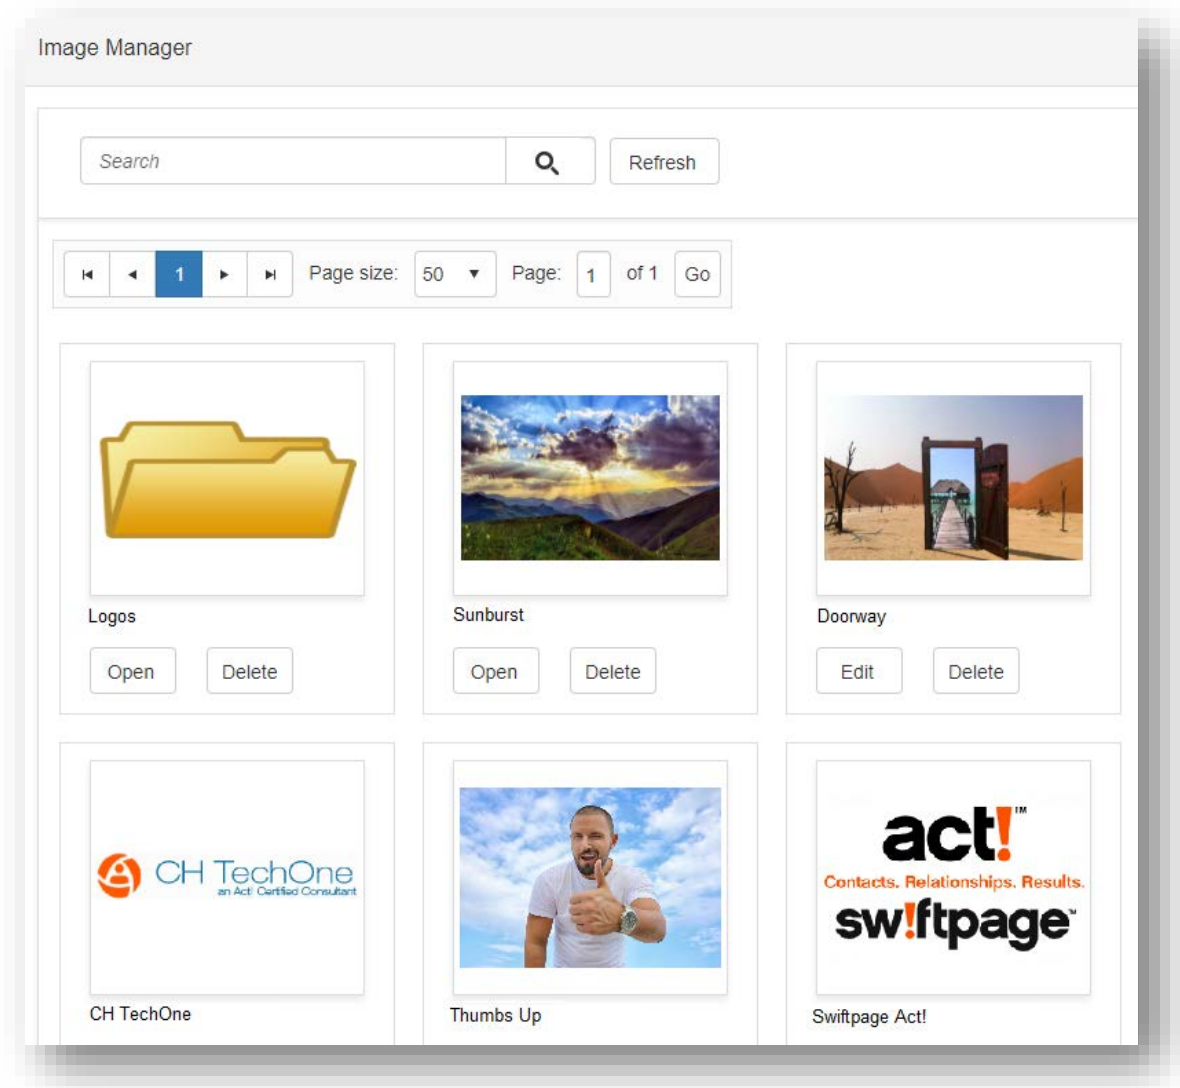 Image Manager
Search
Refresh
1 Page size: 50 Page: 1 of 1 Go
Logos
Open Delete
Sunburst
Open Delete
Doorway
Edit Delete
CH TechOne
an Act! Certified Consultant
CH TechOne
Thumbs Up
act!™
Contacts. Relationships. Results.
sw!ftpage™
Swiftpage Act!